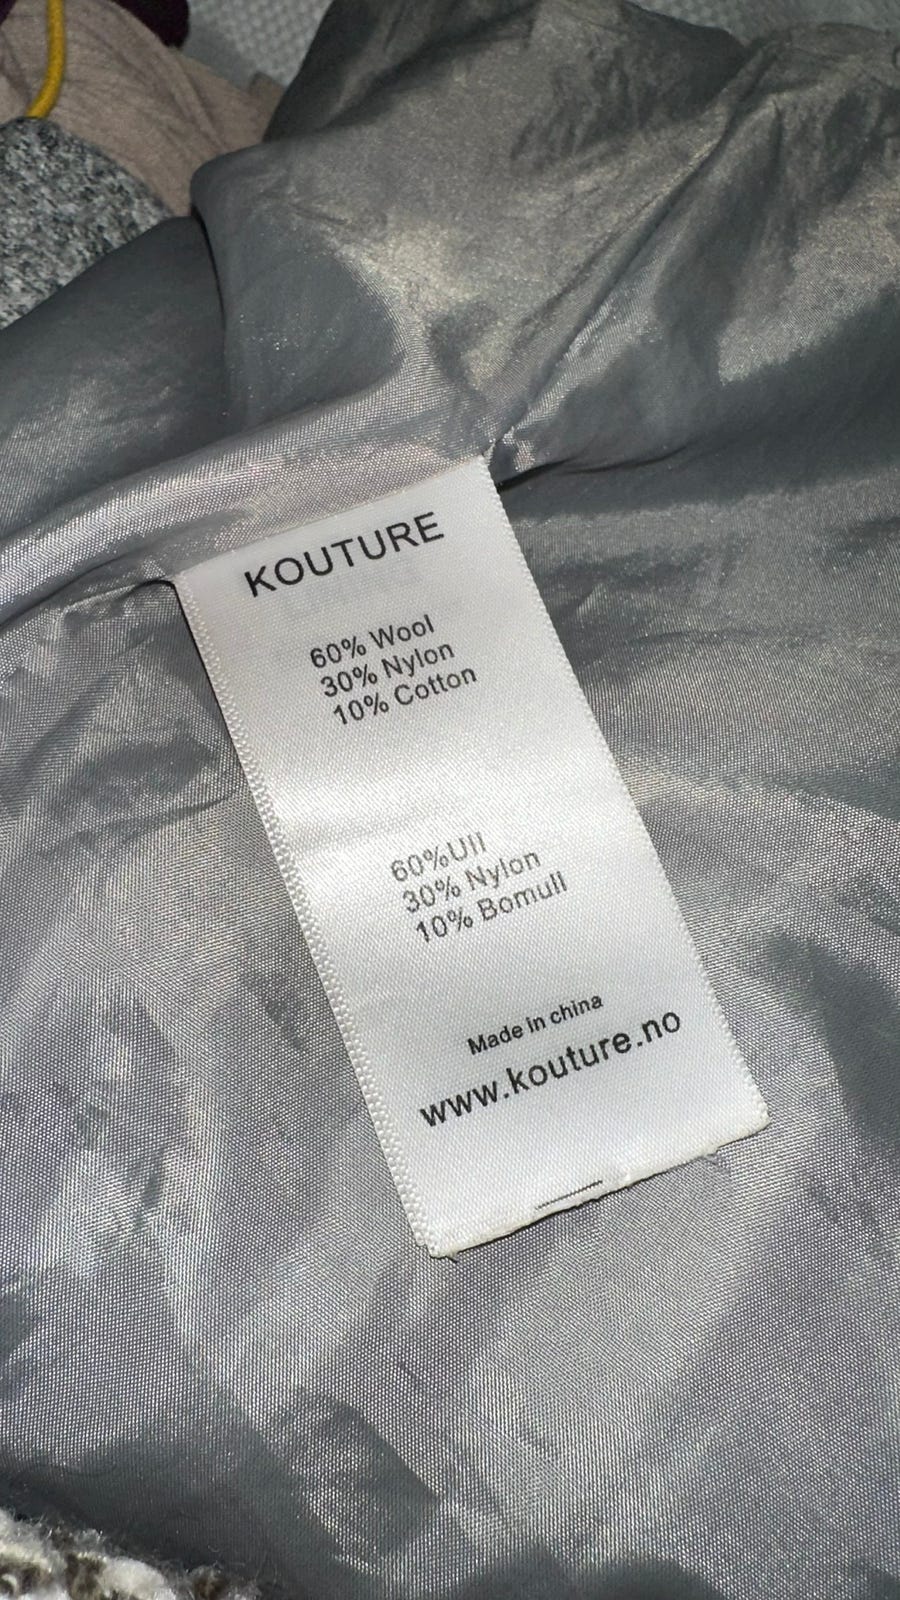 KOUTURE
60% Wool
30% Nylon
10% Cotton
60%Ull
30% Nylon
10% Bomull
Made in china
www.kouture.no